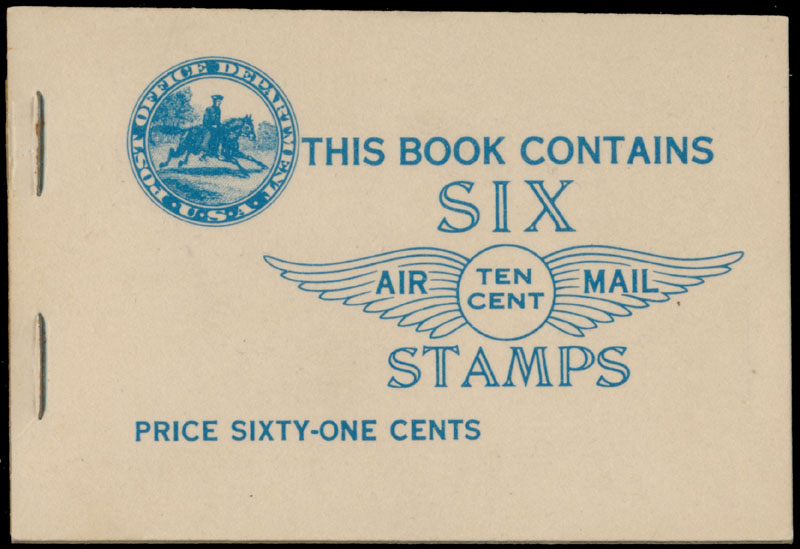 POST OFFICE DEPARTMENT
U.S.A.
THIS BOOK CONTAINS
SIX
AIR TEN CENT MAIL
STAMPS
PRICE SIXTY-ONE CENTS